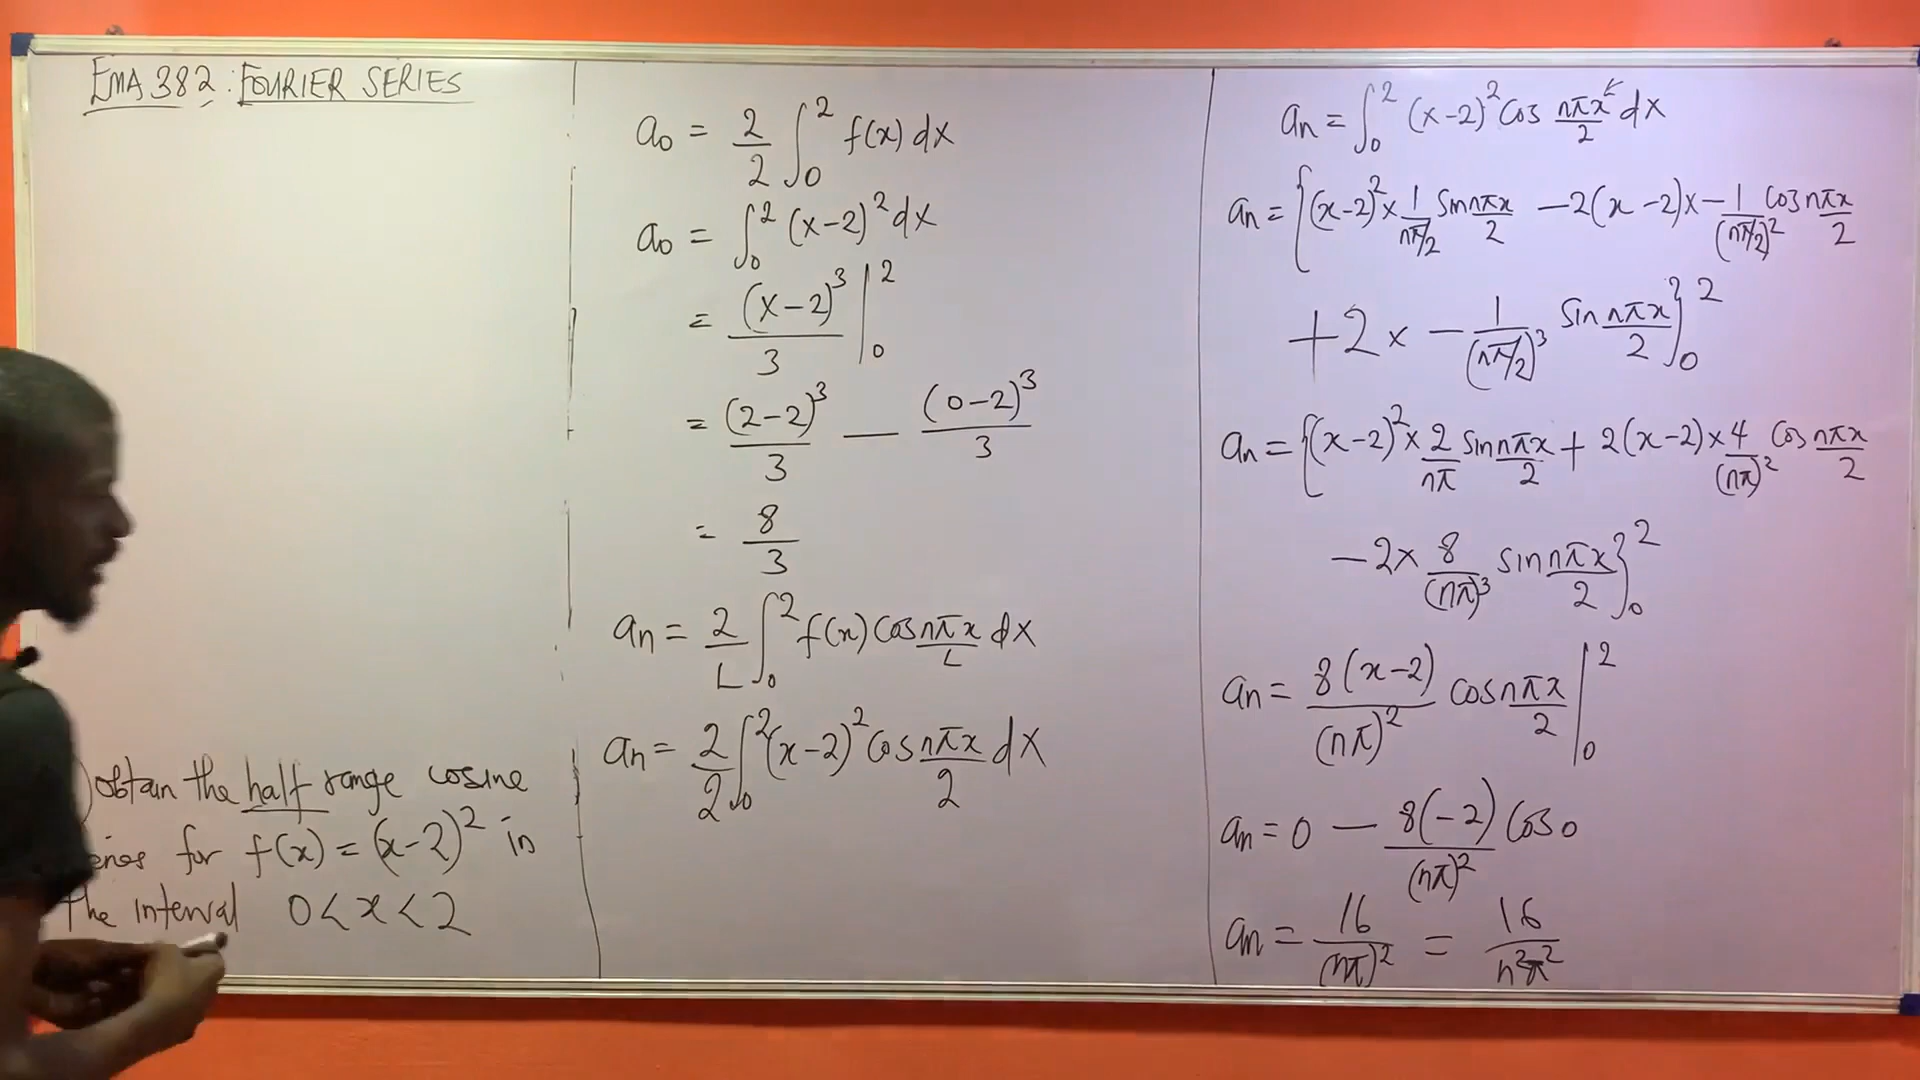 EMA 382 : FOURIER SERIES
) obtain the half range cosine
for f(x) = (x-2)² in
the interval 0 < x < 2
a₀ = 2/2 ∫₀² f(x) dx
a₀ = ∫₀² (x-2)² dx
= (x-2)³/3 |₀²
= (2-2)³/3 — (0-2)³/3
= 8/3
aₙ = 2/L ∫₀² f(x) cos nπx/L dx
aₙ = 2/2 ∫₀² (x-2)² cos nπx/2 dx
aₙ = ∫₀² (x-2)² cos nπx/2 dx
aₙ = {(x-2)² × 1/(nπ/2) sin nπx/2 — 2(x-2) × -1/(nπ/2)² cos nπx/2
+ 2 × - 1/(nπ/2)³ sin nπx/2}₀²
aₙ = {(x-2)² × 2/nπ sin nπx/2 + 2(x-2) × 4/(nπ)² cos nπx/2
- 2 × 8/(nπ)³ sin nπx/2}₀²
aₙ = 8(x-2)/(nπ)² cos nπx/2 |₀²
aₙ = 0 — 8(-2)/(nπ)² cos 0
aₙ = 16/(nπ)² = 16/n²π²